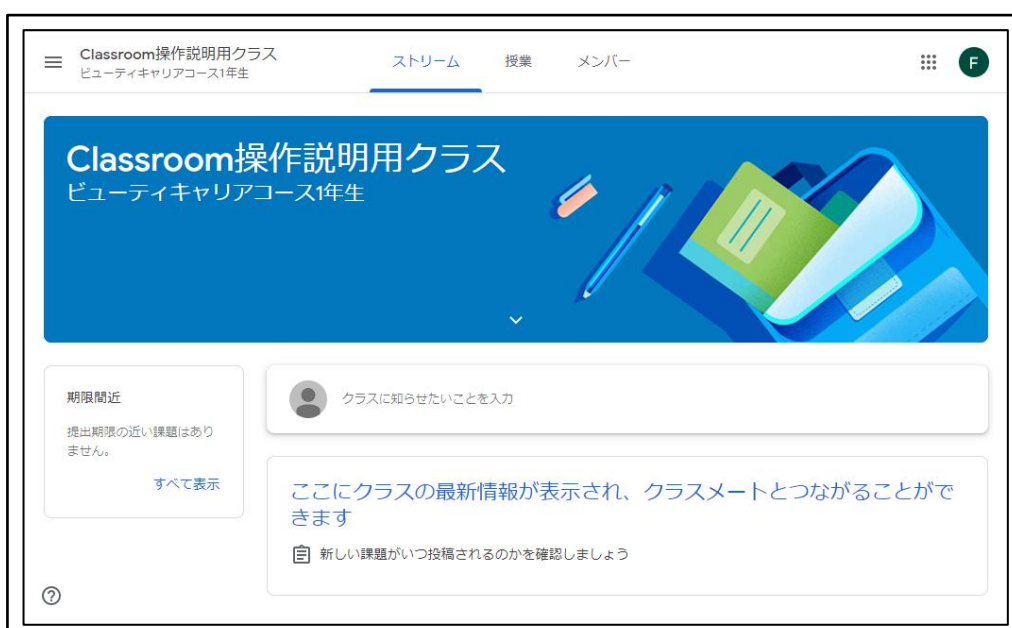 Classroom操作説明用クラス
ビューティキャリアコース1年生
ストリーム
授業
メンバー
F
Classroom操作説明用クラス
ビューティキャリアコース1年生
期限間近
提出期限の近い課題はあり
ません。
すべて表示
クラスに知らせたいことを入力
ここにクラスの最新情報が表示され、クラスメートとつながることがで
きます
新しい課題がいつ投稿されるのかを確認しましょう